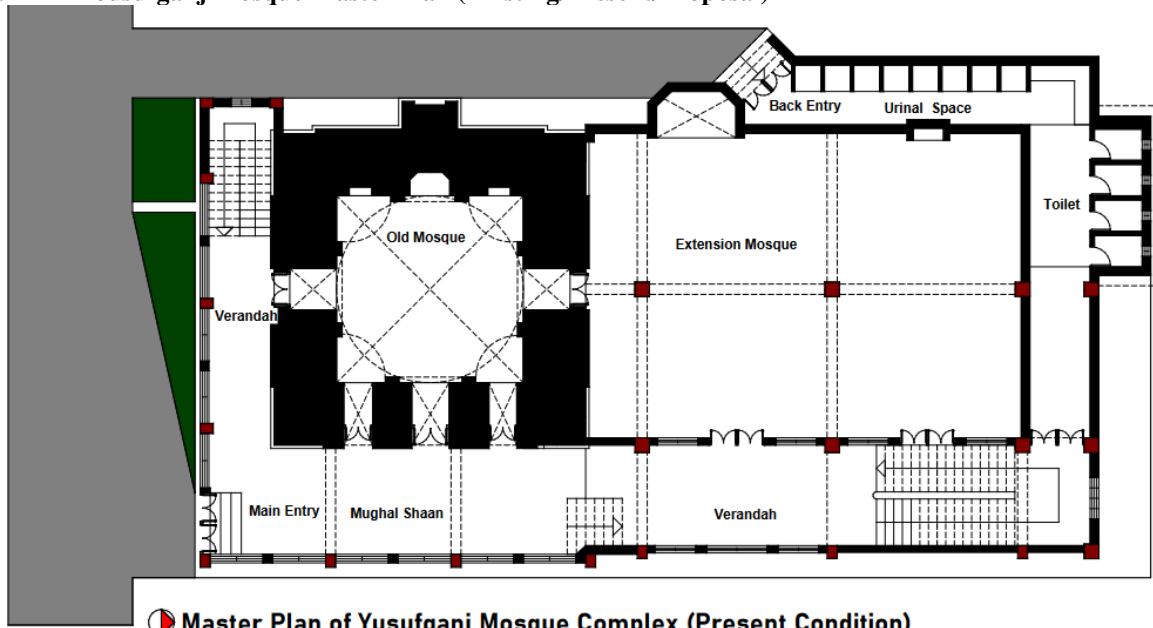 Mosque
Back Entry
Urinal Space
Old Mosque
Extension Mosque
Toilet
Verandah
Main Entry
Mughal Shaan
Verandah
Master Plan of Yusufganj Mosque Complex (Present Condition)